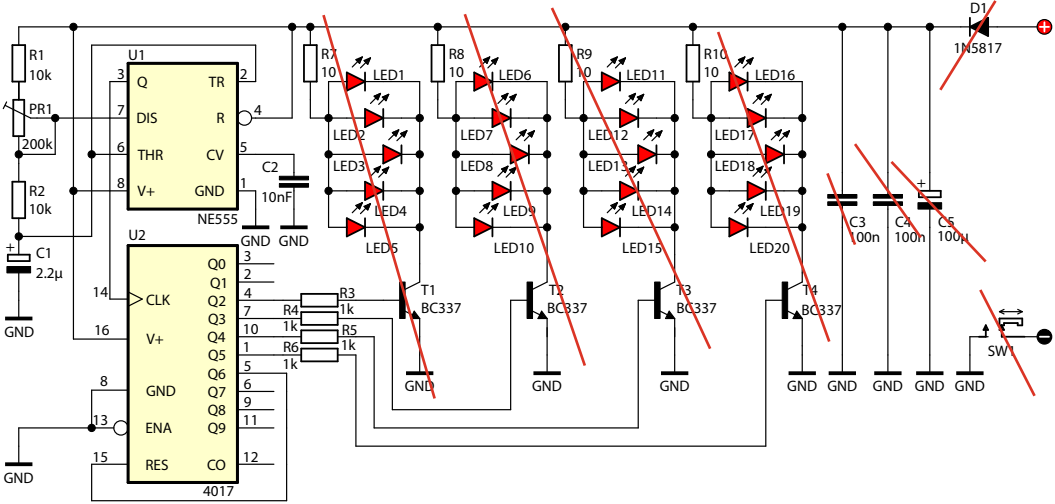 D1
1N5817
R1
10k
PR1
200k
R2
10k
C1
2.2µ
+
GND
U1
3 Q TR 2
7 DIS R 4
6 THR CV 5
8 V+ GND 1
NE555
C2
10nF
GND GND
R7
10
LED1
LED2
LED3
LED4
LED5
T1
BC337
GND
R8
10
LED6
LED7
LED8
LED9
LED10
T2
BC337
GND
R9
10
LED11
LED12
LED13
LED14
LED15
T3
BC337
GND
R10
10
LED16
LED17
LED18
LED19
LED20
T4
BC337
GND
C3
100n
GND
C4
100n
GND
+
C5
100µ
GND
SW1
GND
U2
Q0 3
Q1 2
14 CLK Q2 4
Q3 7
16 V+ Q4 10
Q5 1
8 GND Q6 5
Q7 6
Q8 9
13 ENA Q9 11
15 RES CO 12
4017
GND
R3
1k
R4
1k
R5
1k
R6
1k